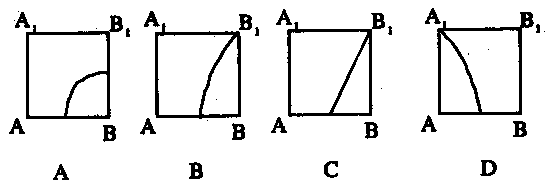 A₁ B₁ A₁ B₁ A₁ B₁ A₁ B₁
A B A B A B A B
A B C D